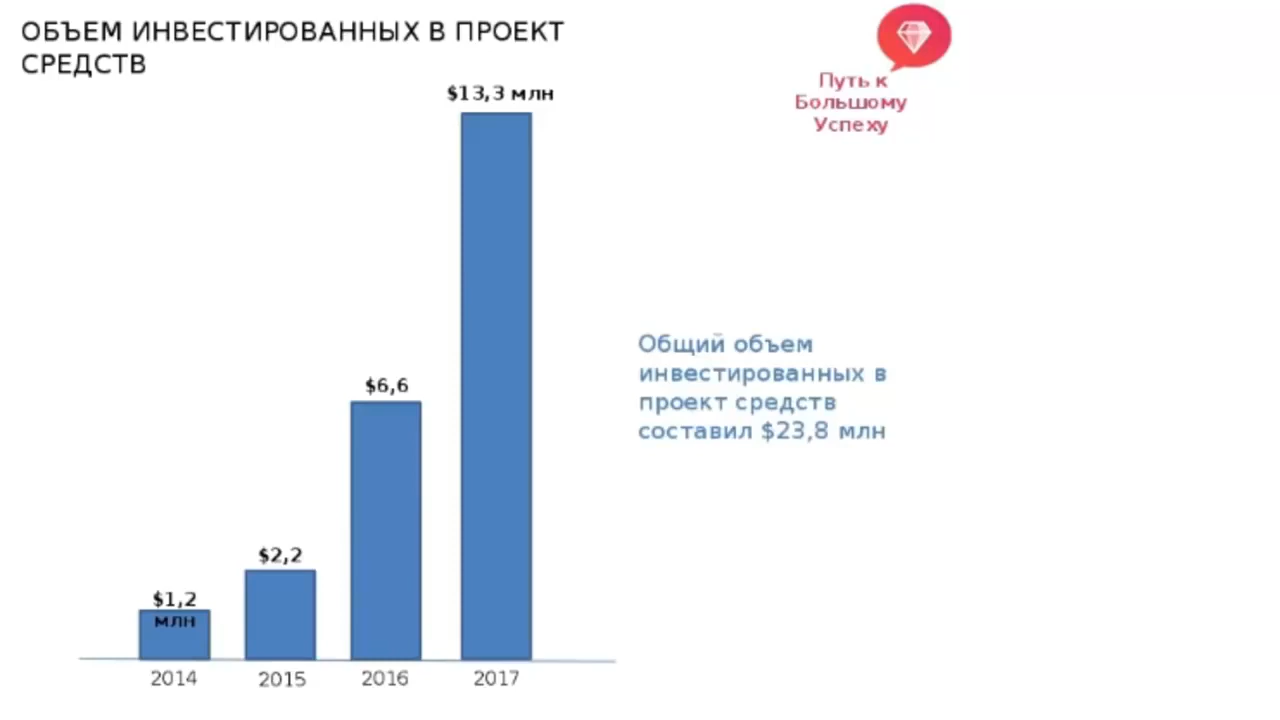 ОБЪЕМ ИНВЕСТИРОВАННЫХ В ПРОЕКТ
СРЕДСТВ
Путь к
Большому
Успеху
$13,3 млн
$6,6
$2,2
$1,2
млн
2014
2015
2016
2017
Общий объем
инвестированных в
проект средств
составил $23,8 млн